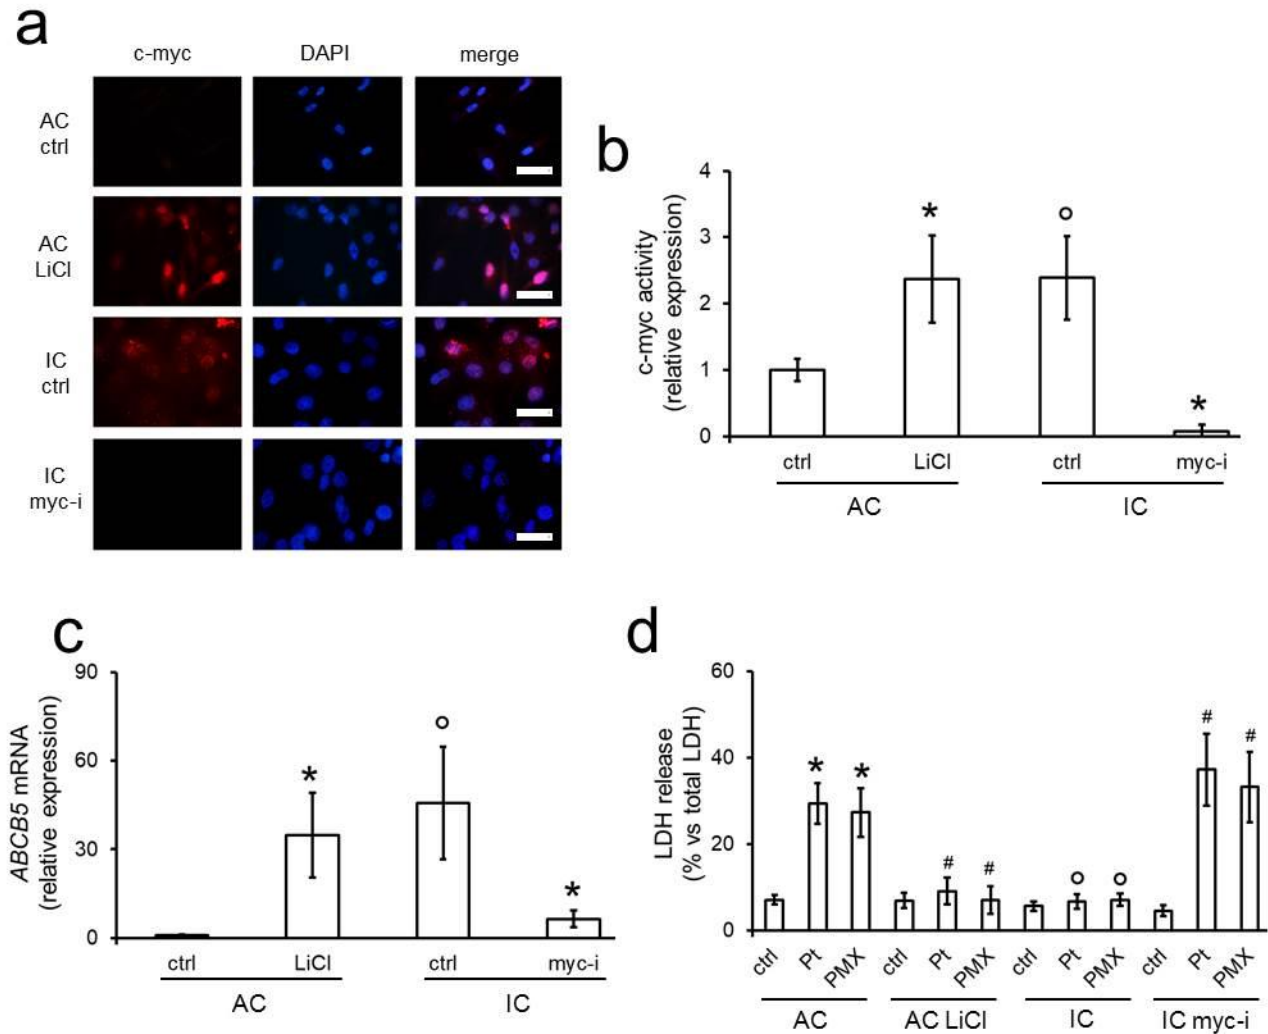 a
c-myc DAPI merge
AC
ctrl
AC
LiCl
IC
ctrl
IC
myc-i
b
c-myc activity
(relative expression)
4
3
2
1
0
* ° *
ctrl LiCl ctrl myc-i
AC IC
c
ABCB5 mRNA
(relative expression)
90
60
30
0
* ° *
ctrl LiCl ctrl myc-i
AC IC
d
LDH release
(% vs total LDH)
60
40
20
0
* * # # ° ° # #
ctrl Pt PMX ctrl Pt PMX ctrl Pt PMX ctrl Pt PMX
AC AC LiCl IC IC myc-i